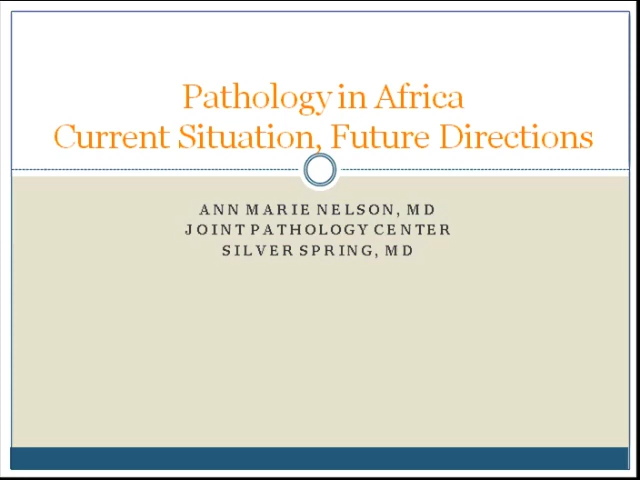 Pathology in Africa
Current Situation, Future Directions
ANN MARIE NELSON, MD
JOINT PATHOLOGY CENTER
SILVER SPRING, MD